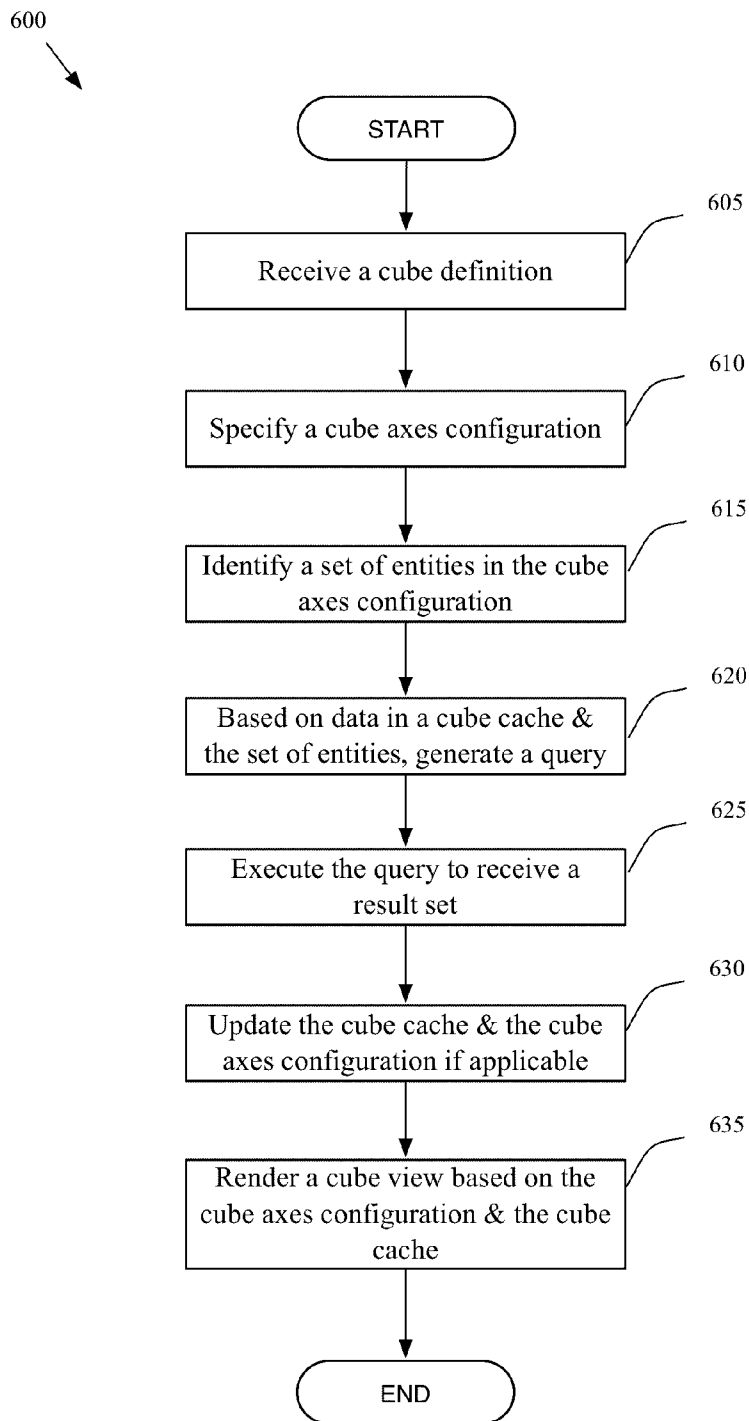 600
START
605
Receive a cube definition
610
Specify a cube axes configuration
615
Identify a set of entities in the cube
axes configuration
620
Based on data in a cube cache &
the set of entities, generate a query
625
Execute the query to receive a
result set
630
Update the cube cache & the cube
axes configuration if applicable
635
Render a cube view based on the
cube axes configuration & the cube
cache
END